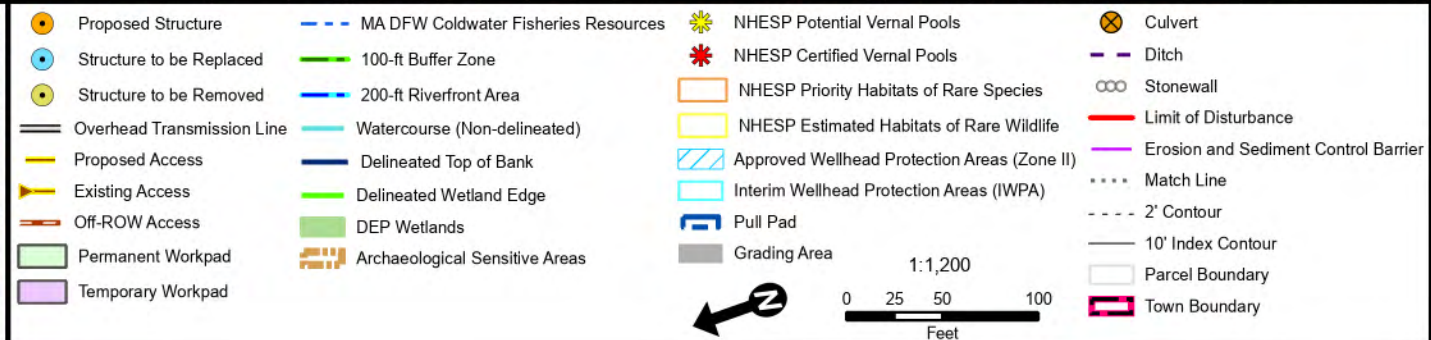 Proposed Structure
Structure to be Replaced
Structure to be Removed
Overhead Transmission Line
Proposed Access
Existing Access
Off-ROW Access
Permanent Workpad
Temporary Workpad
MA DFW Coldwater Fisheries Resources
100-ft Buffer Zone
200-ft Riverfront Area
Watercourse (Non-delineated)
Delineated Top of Bank
Delineated Wetland Edge
DEP Wetlands
Archaeological Sensitive Areas
NHESP Potential Vernal Pools
NHESP Certified Vernal Pools
NHESP Priority Habitats of Rare Species
NHESP Estimated Habitats of Rare Wildlife
Approved Wellhead Protection Areas (Zone II)
Interim Wellhead Protection Areas (IWPA)
Pull Pad
Grading Area
N
1:1,200
0 25 50 100
Feet
Culvert
Ditch
Stonewall
Limit of Disturbance
Erosion and Sediment Control Barrier
Match Line
2' Contour
10' Index Contour
Parcel Boundary
Town Boundary